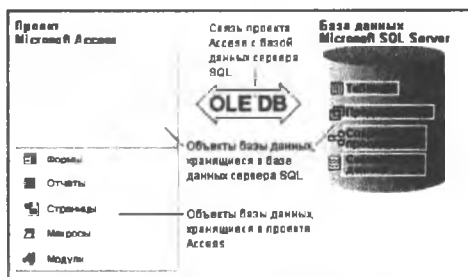 Проект
Microsoft Access
Связь проекта
Access с базой
данных сервера
SQL
База данных
Microsoft SQL Server
OLE DB
Таблицы
Объекты базы данных,
хранящиеся в базе
данных сервера SQL
Формы
Отчеты
Страницы
Макросы
Модули
Объекты базы данных,
хранящиеся в проекте
Access